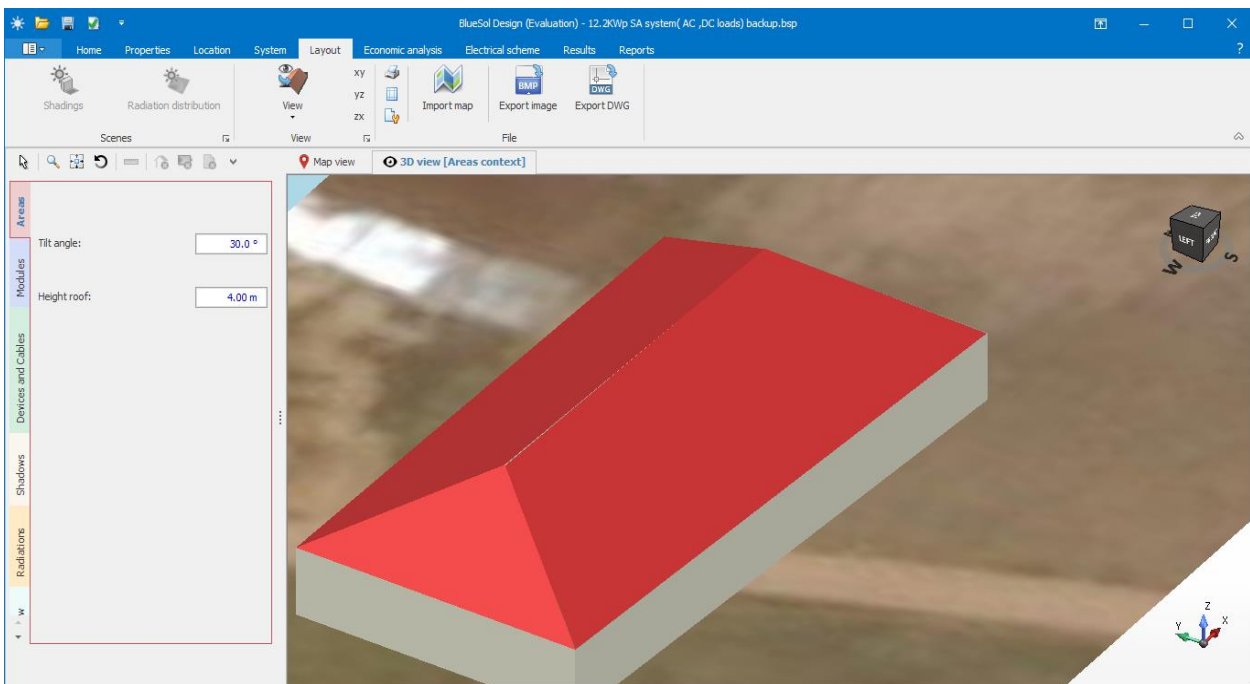 BlueSol Design (Evaluation) - 12.2KWp SA system( AC ,DC loads) backup.bsp
Home Properties Location System Layout Economic analysis Electrical scheme Results Reports ?
Shadings
Radiation distribution
View
xy
yz
zx
Import map
BMP
Export image
DWG
Export DWG
Scenes View File
Map view 3D view [Areas context]
Areas
Modules
Devices and Cables
Shadows
Radiations
Tilt angle: 30.0 °
Height roof: 4.00 m
LEFT
W S
Z
Y X